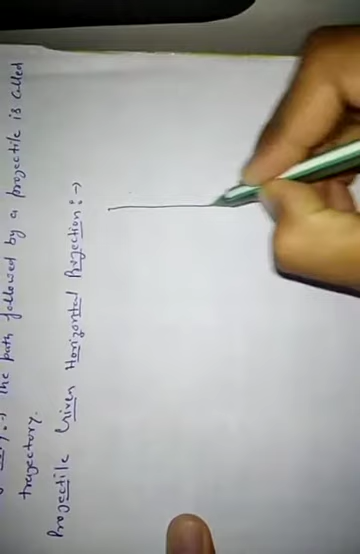 The path followed by a projectile is called
trajectory.
Projectile Given Horizontal Projection :→